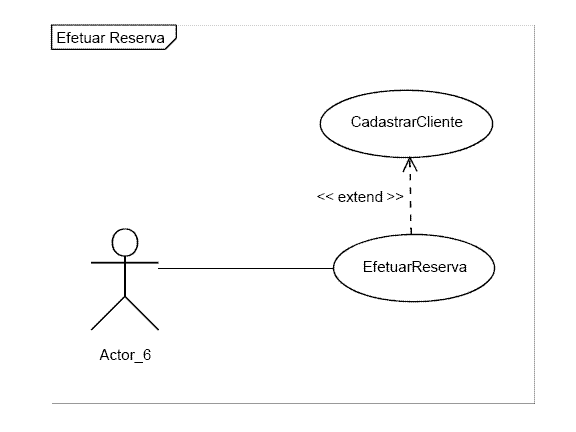 Efetuar Reserva
CadastrarCliente
<< extend >>
EfetuarReserva
Actor_6